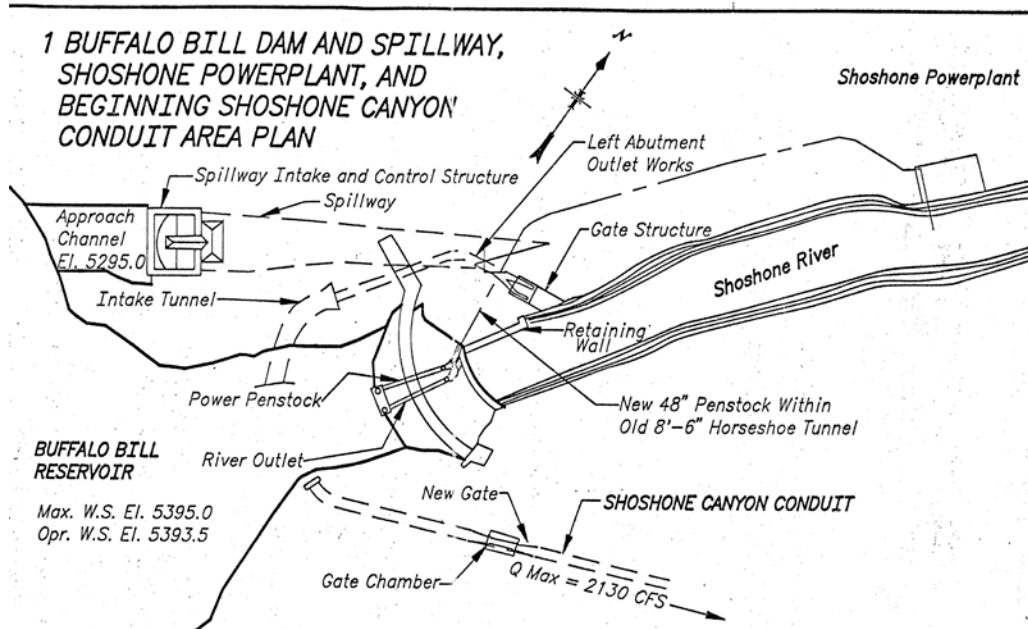 1 BUFFALO BILL DAM AND SPILLWAY,
SHOSHONE POWERPLANT, AND
BEGINNING SHOSHONE CANYON
CONDUIT AREA PLAN
N
Shoshone Powerplant
Left Abutment
Outlet Works
Spillway Intake and Control Structure
Spillway
Approach
Channel
El. 5295.0
Gate Structure
Shoshone River
Intake Tunnel
Retaining
Wall
Power Penstock
New 48" Penstock Within
Old 8'-6" Horseshoe Tunnel
BUFFALO BILL
RESERVOIR
River Outlet
Max. W.S. El. 5395.0
Opr. W.S. El. 5393.5
New Gate
SHOSHONE CANYON CONDUIT
Gate Chamber
Q Max = 2130 CFS